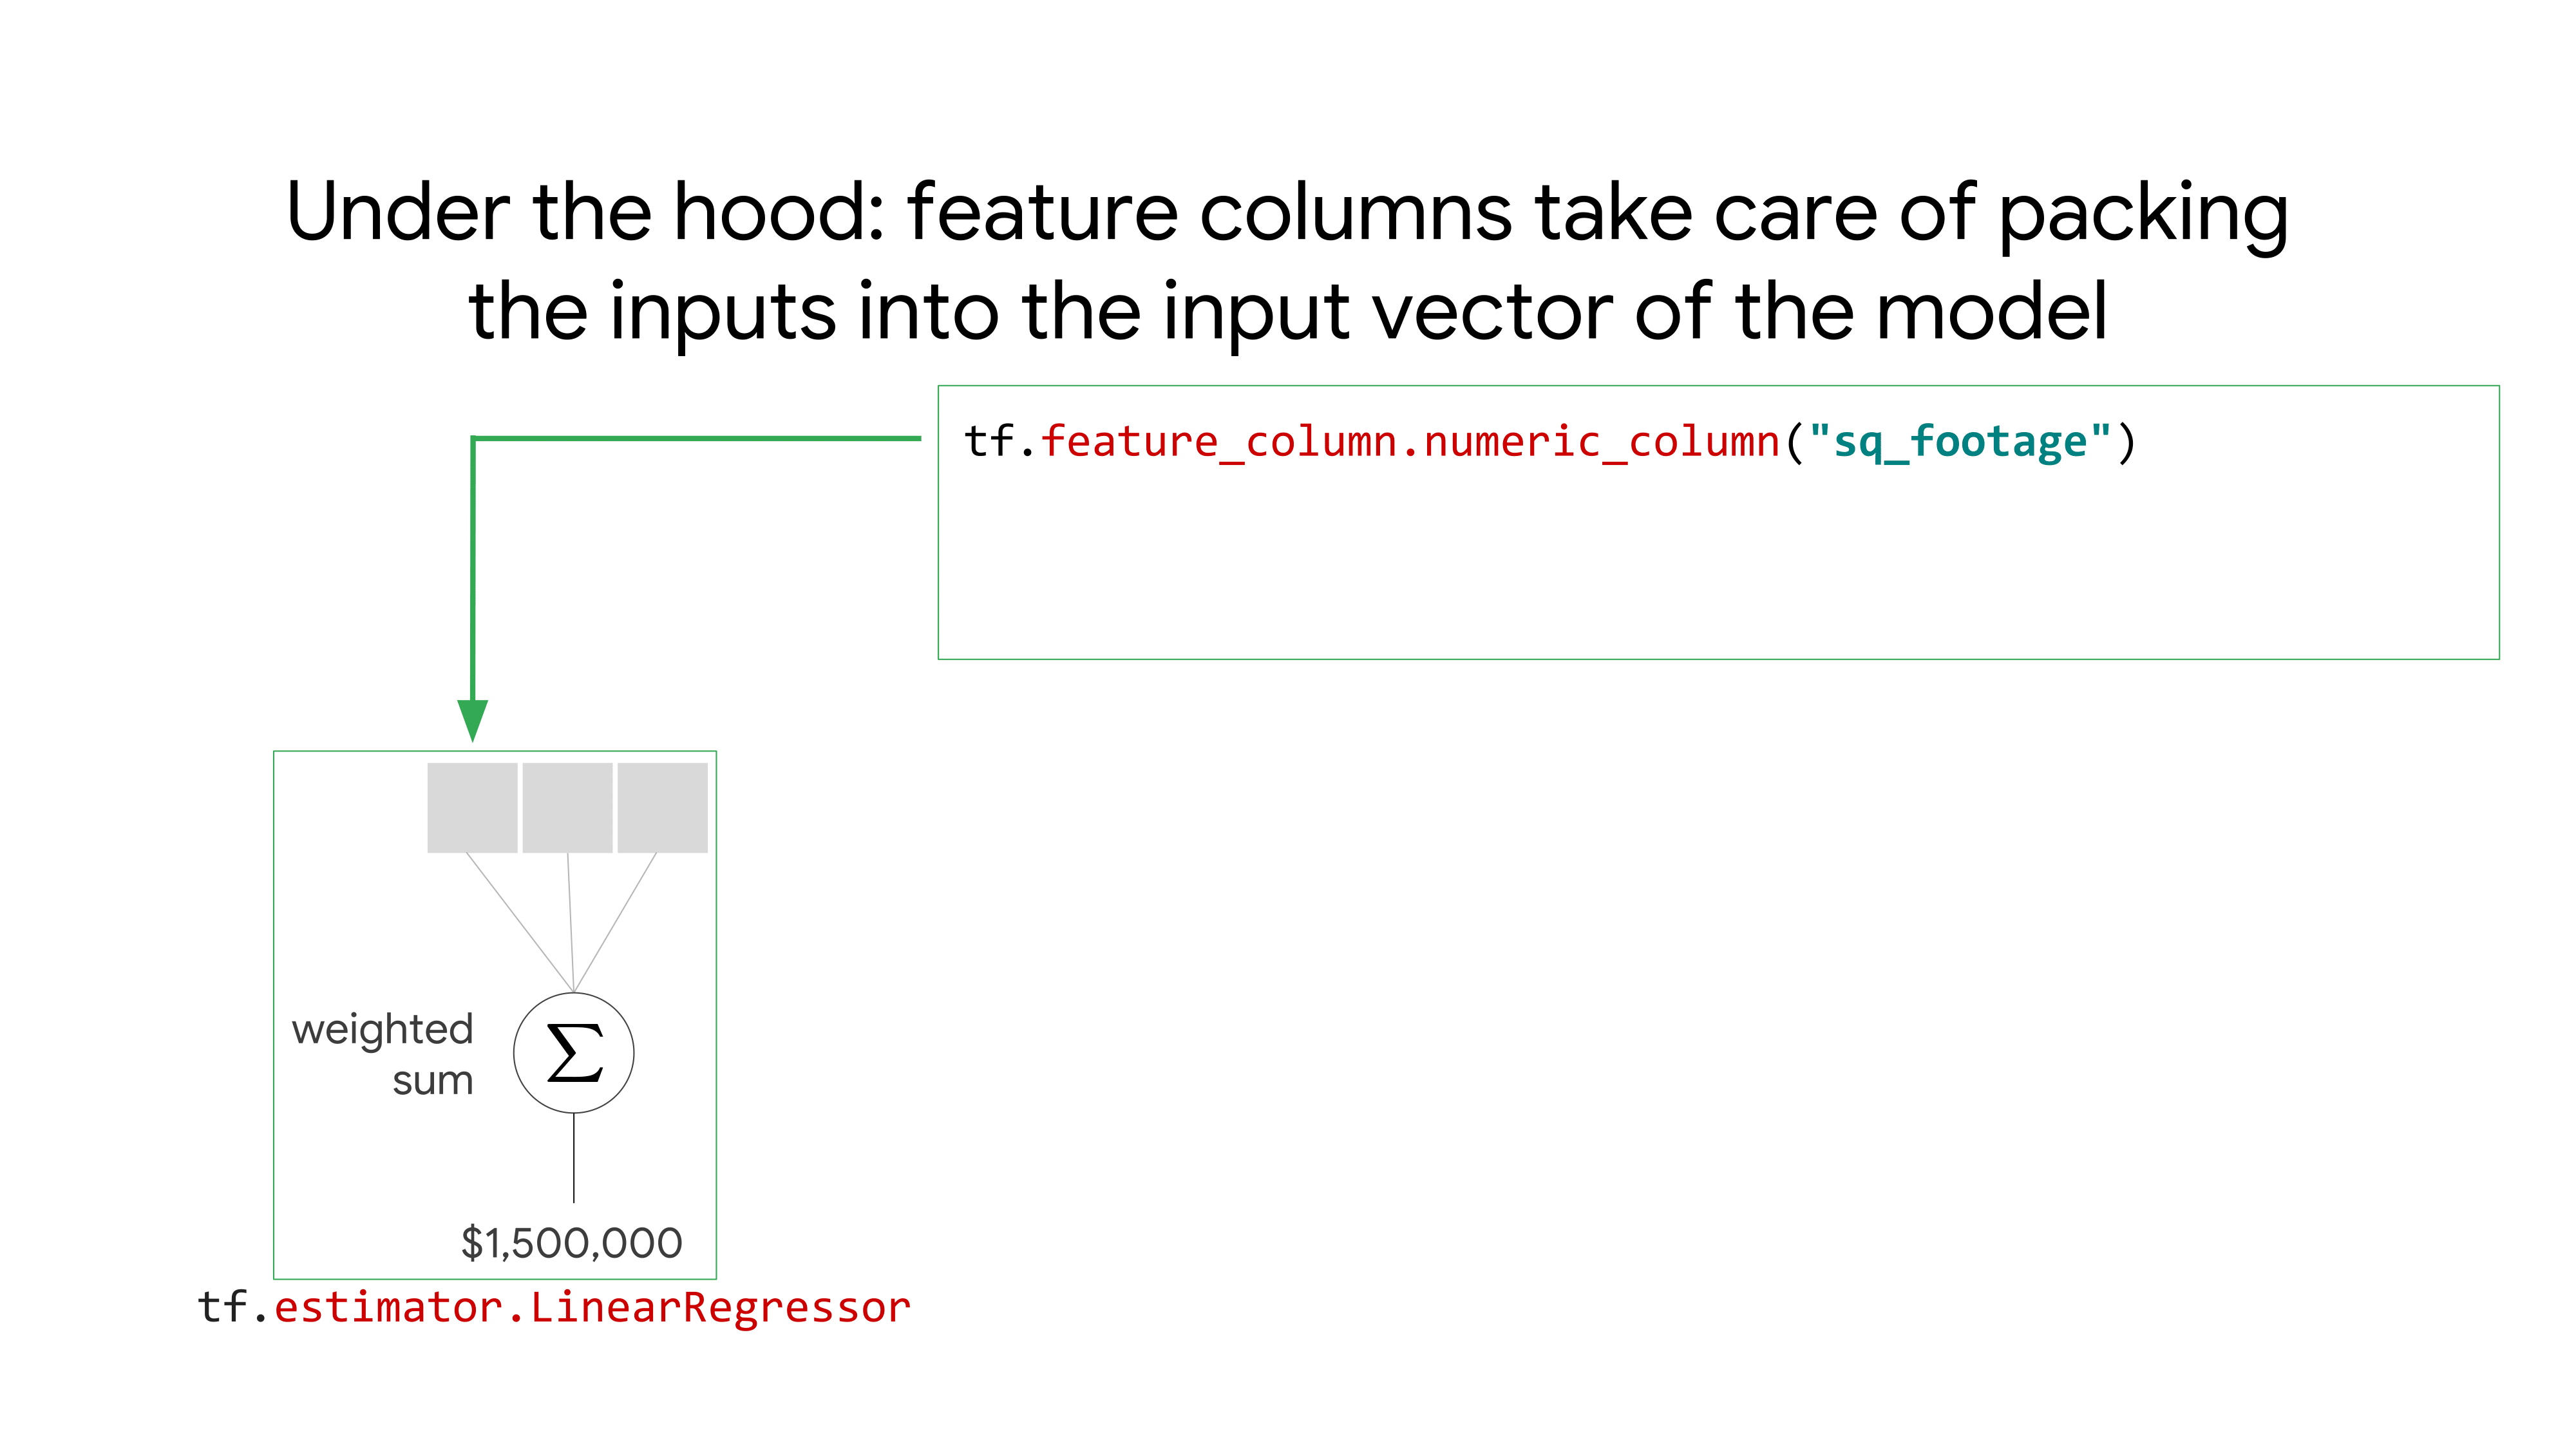 Under the hood: feature columns take care of packing
the inputs into the input vector of the model
tf.feature_column.numeric_column("sq_footage")
weighted
sum
Σ
$1,500,000
tf.estimator.LinearRegressor